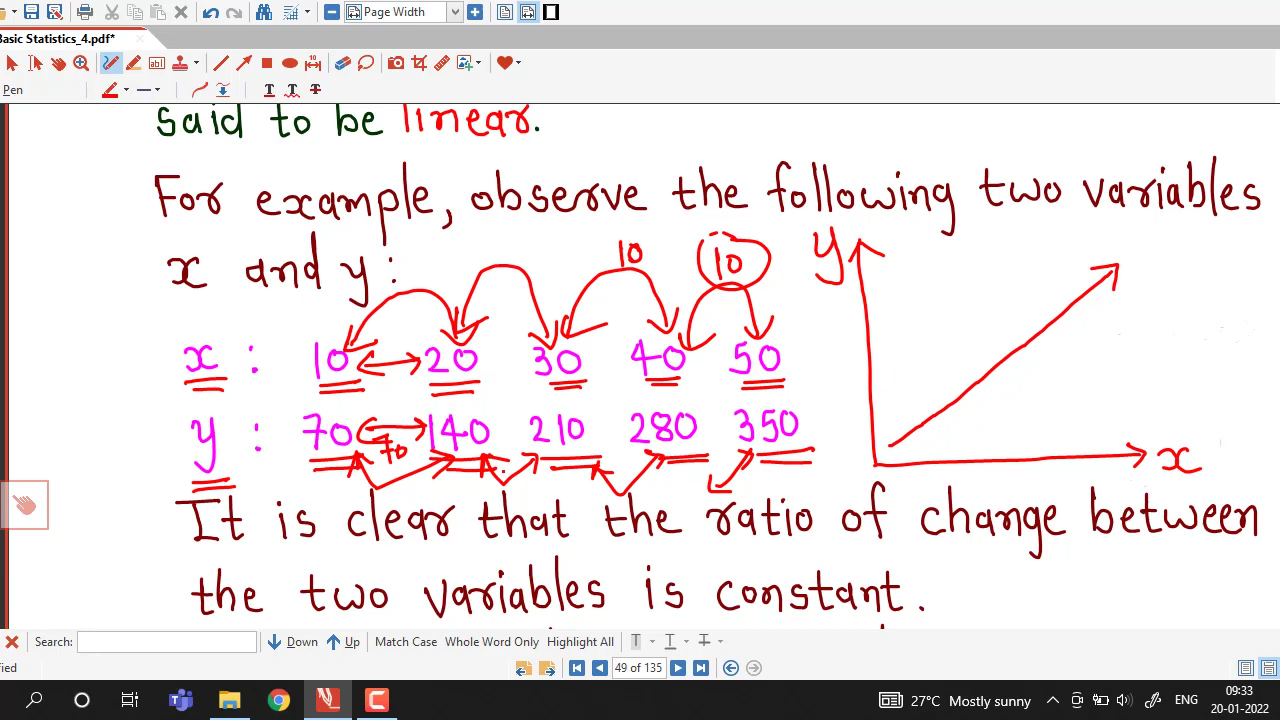 Page Width
Basic Statistics_4.pdf*
Pen
said to be linear.
For example, observe the following two variables
x and y:
10 10 y
x : 10 20 30 40 50
y : 70 140 210 280 350
70
x
It is clear that the ratio of change between
the two variables is constant.
Search: Down Up Match Case Whole Word Only Highlight All T T T
fied 49 of 135
27°C Mostly sunny ENG 09:33
20-01-2022